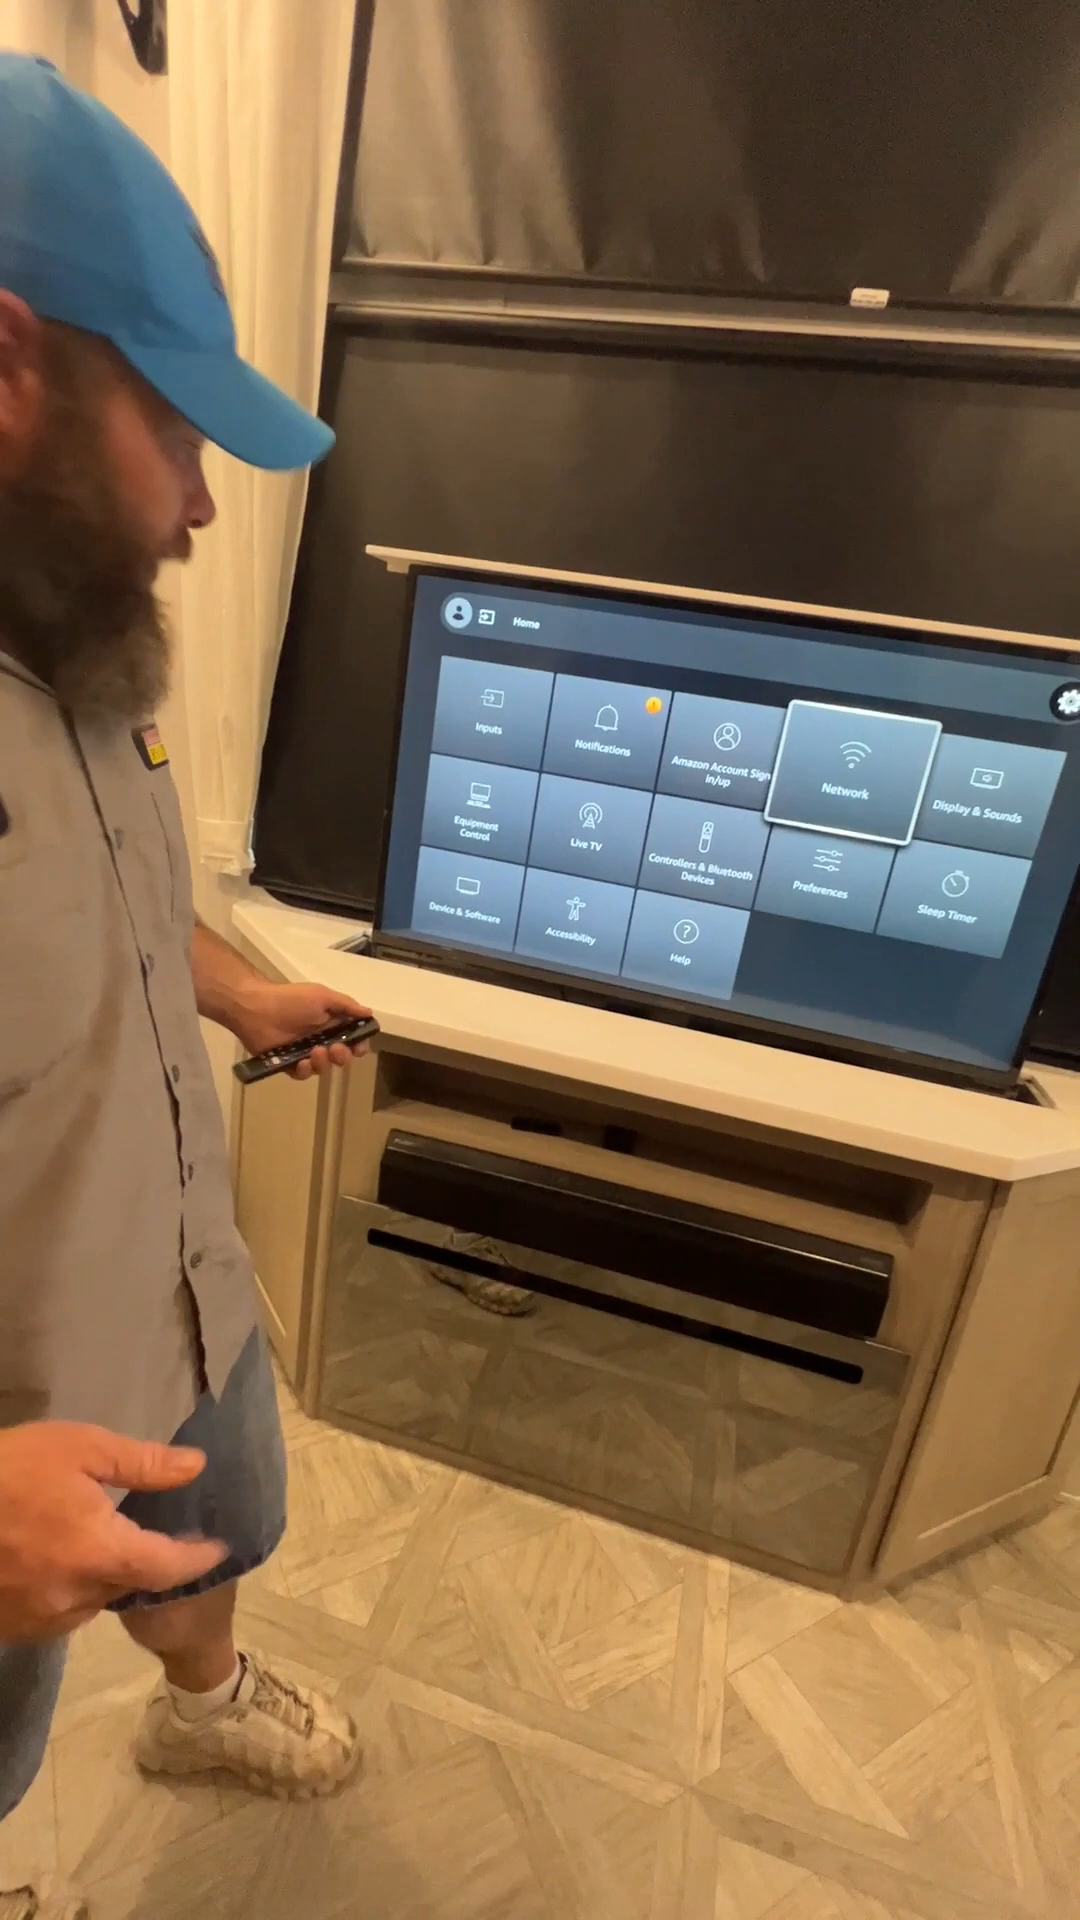 Home
Inputs
Notifications
Amazon Account Sign
in/up
Network
Display & Sounds
Equipment
Control
Live TV
Controllers & Bluetooth
Devices
Preferences
Sleep Timer
Device & Software
Accessibility
?
Help